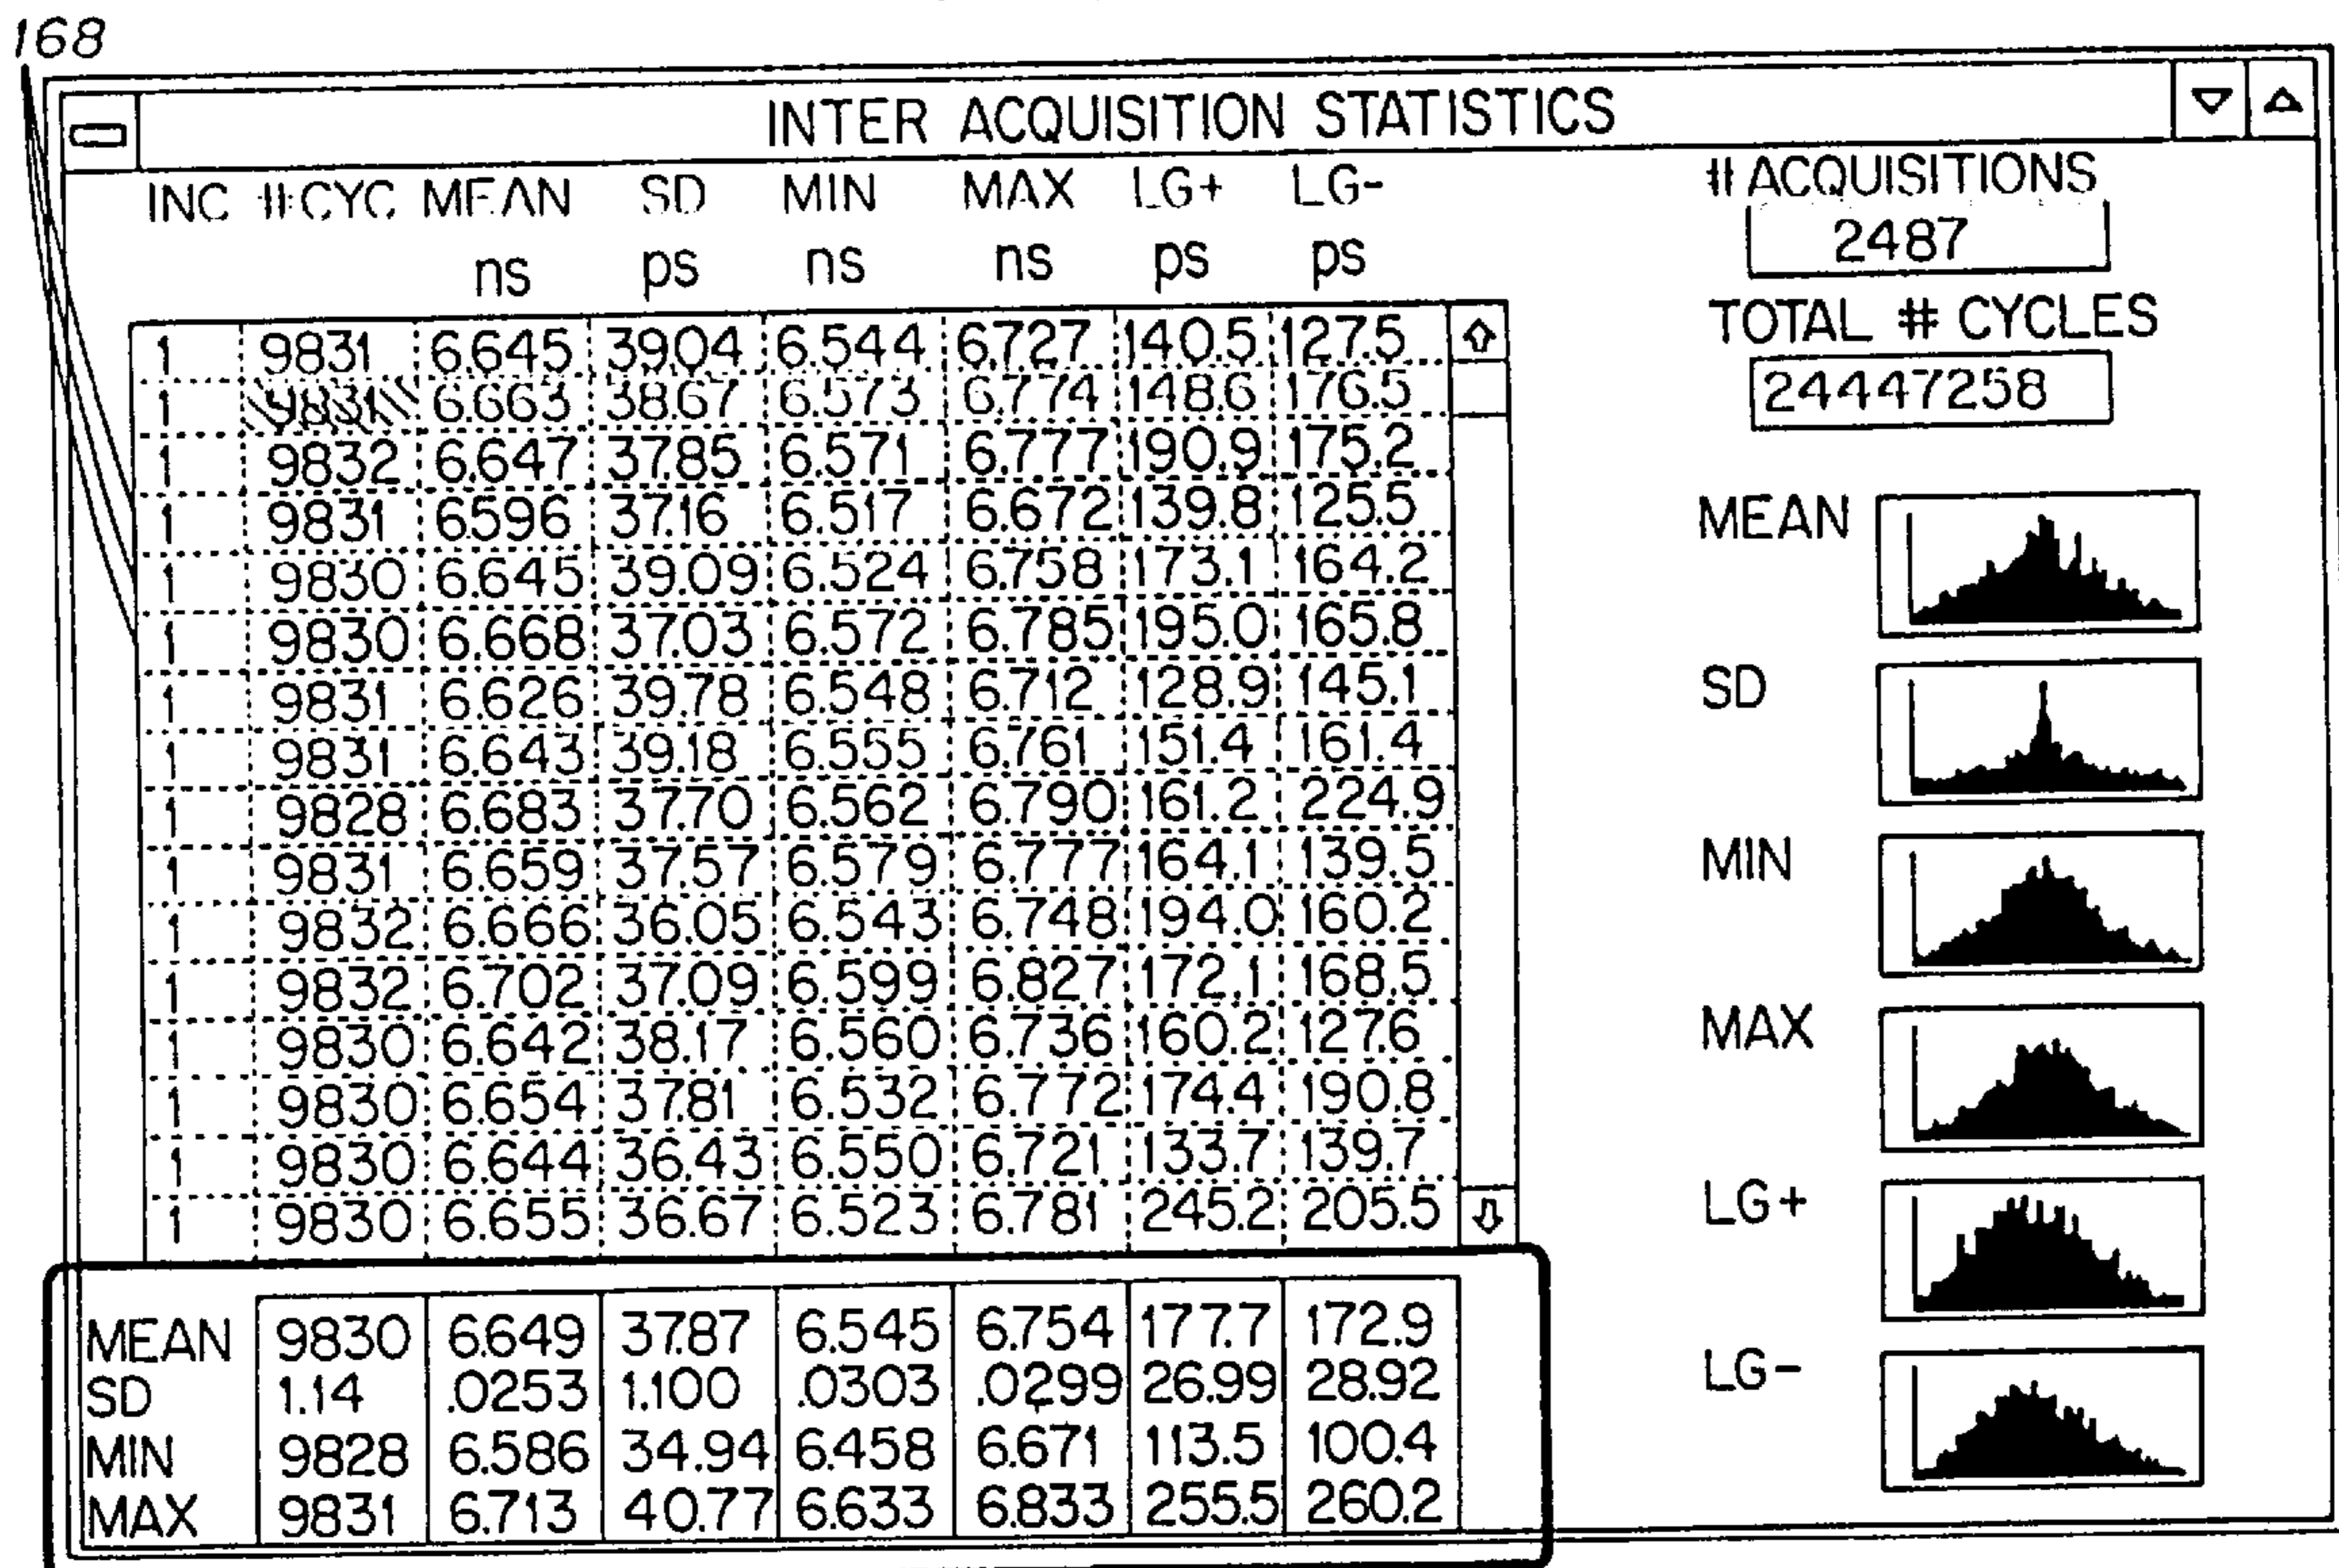 168
INTER ACQUISITION STATISTICS
INC #CYC MEAN SD MIN MAX LG+ LG-
ns ps ns ns ps ps
1 9831 6.645 39.04 6.544 6.727 140.5 127.5
1 9831 6.663 38.67 6.573 6.774 148.6 176.5
1 9832 6.647 37.85 6.571 6.777 190.9 175.2
1 9831 6596 37.16 6.517 6.672 139.8 125.5
1 9830 6.645 39.09 6.524 6.758 173.1 164.2
1 9830 6.668 37.03 6.572 6.785 195.0 165.8
1 9831 6.626 39.78 6.548 6.712 128.9 145.1
1 9831 6.643 39.18 6.555 6.761 151.4 161.4
1 9828 6.683 37.70 6.562 6.790 161.2 224.9
1 9831 6.659 37.57 6.579 6.777 164.1 139.5
1 9832 6.666 36.05 6.543 6.748 194.0 160.2
1 9832 6.702 37.09 6.599 6.827 172.1 168.5
1 9830 6.642 38.17 6.560 6.736 160.2 127.6
1 9830 6.654 37.81 6.532 6.772 174.4 190.8
1 9830 6.644 36.43 6.550 6.721 133.7 139.7
1 9830 6.655 36.67 6.523 6.781 245.2 205.5
MEAN 9830 6.649 37.87 6.545 6.754 177.7 172.9
SD 1.14 .0253 1.100 .0303 .0299 26.99 28.92
MIN 9828 6.586 34.94 6.458 6.671 113.5 100.4
MAX 9831 6.713 40.77 6.633 6.833 255.5 260.2
# ACQUISITIONS
2487
TOTAL # CYCLES
24447258
MEAN
SD
MIN
MAX
LG+
LG-